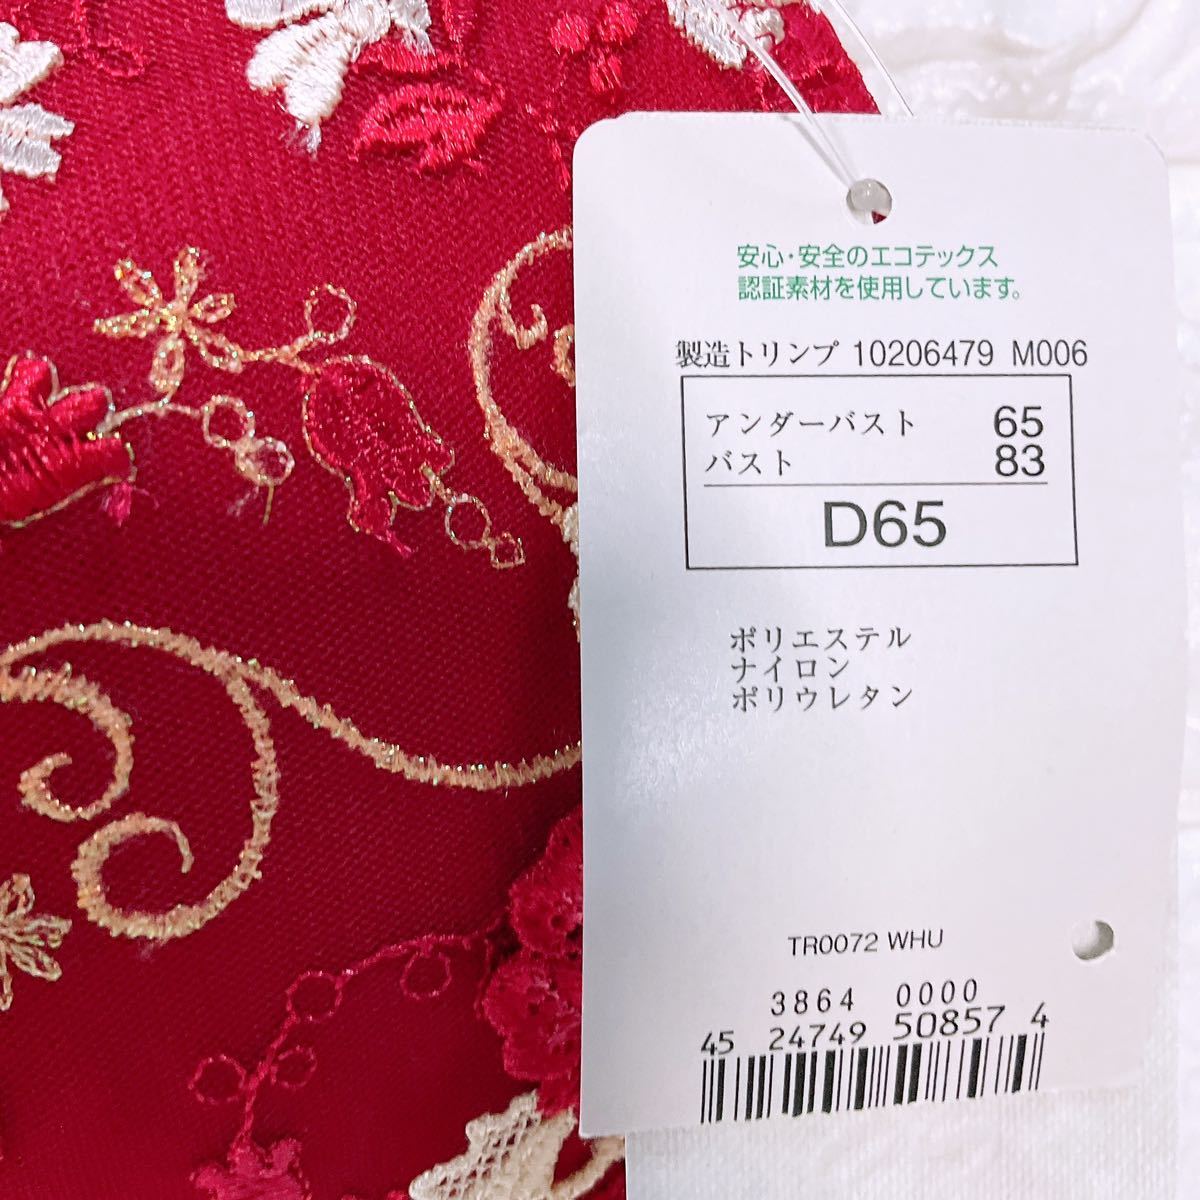 安心・安全のエコテックス
認証素材を使用しています。
製造トリンプ 10206479 M006
アンダーバスト 65
バスト 83
D65
ポリエステル
ナイロン
ポリウレタン
TR0072 WHU
3864 0000
45 24749 50857 4